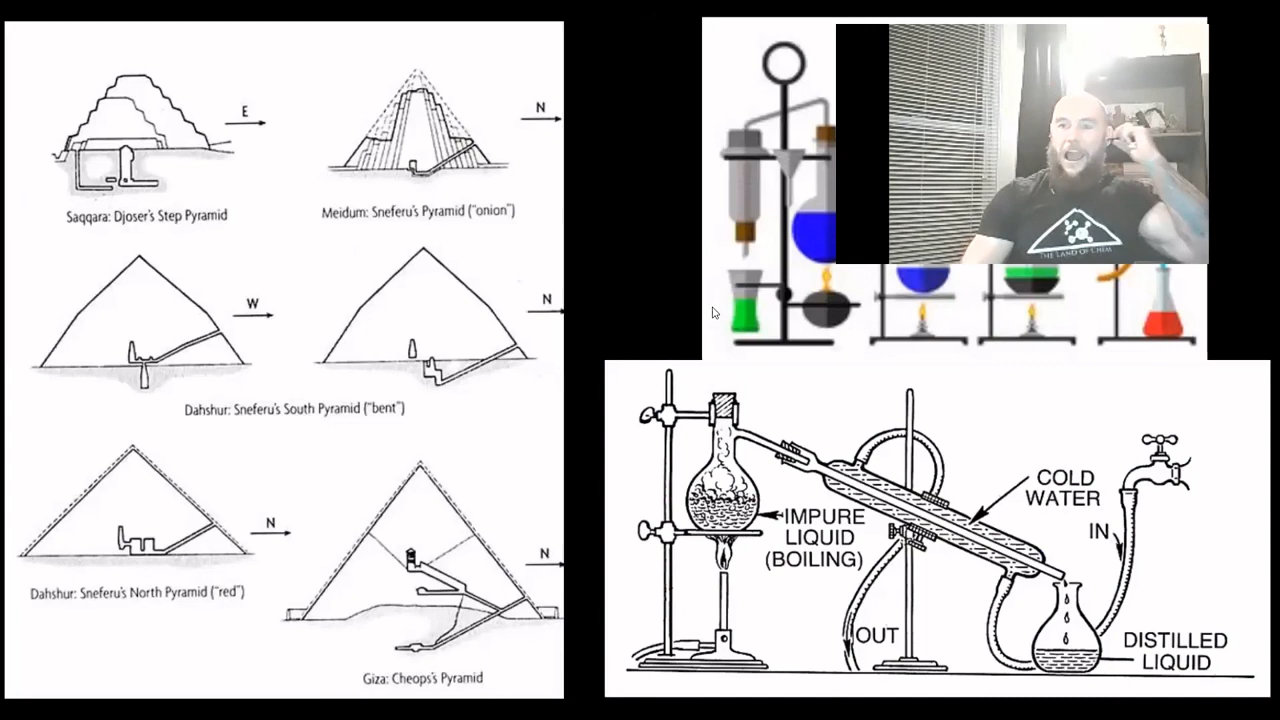 E
N
Saqqara: Djoser's Step Pyramid
Meidum: Sneferu's Pyramid ("onion")
W
N
Dahshur: Sneferu's South Pyramid ("bent")
N
N
Dahshur: Sneferu's North Pyramid ("red")
Giza: Cheops's Pyramid
THE LAND OF CHEM
COLD
WATER
IMPURE
LIQUID
(BOILING)
IN
OUT
DISTILLED
LIQUID